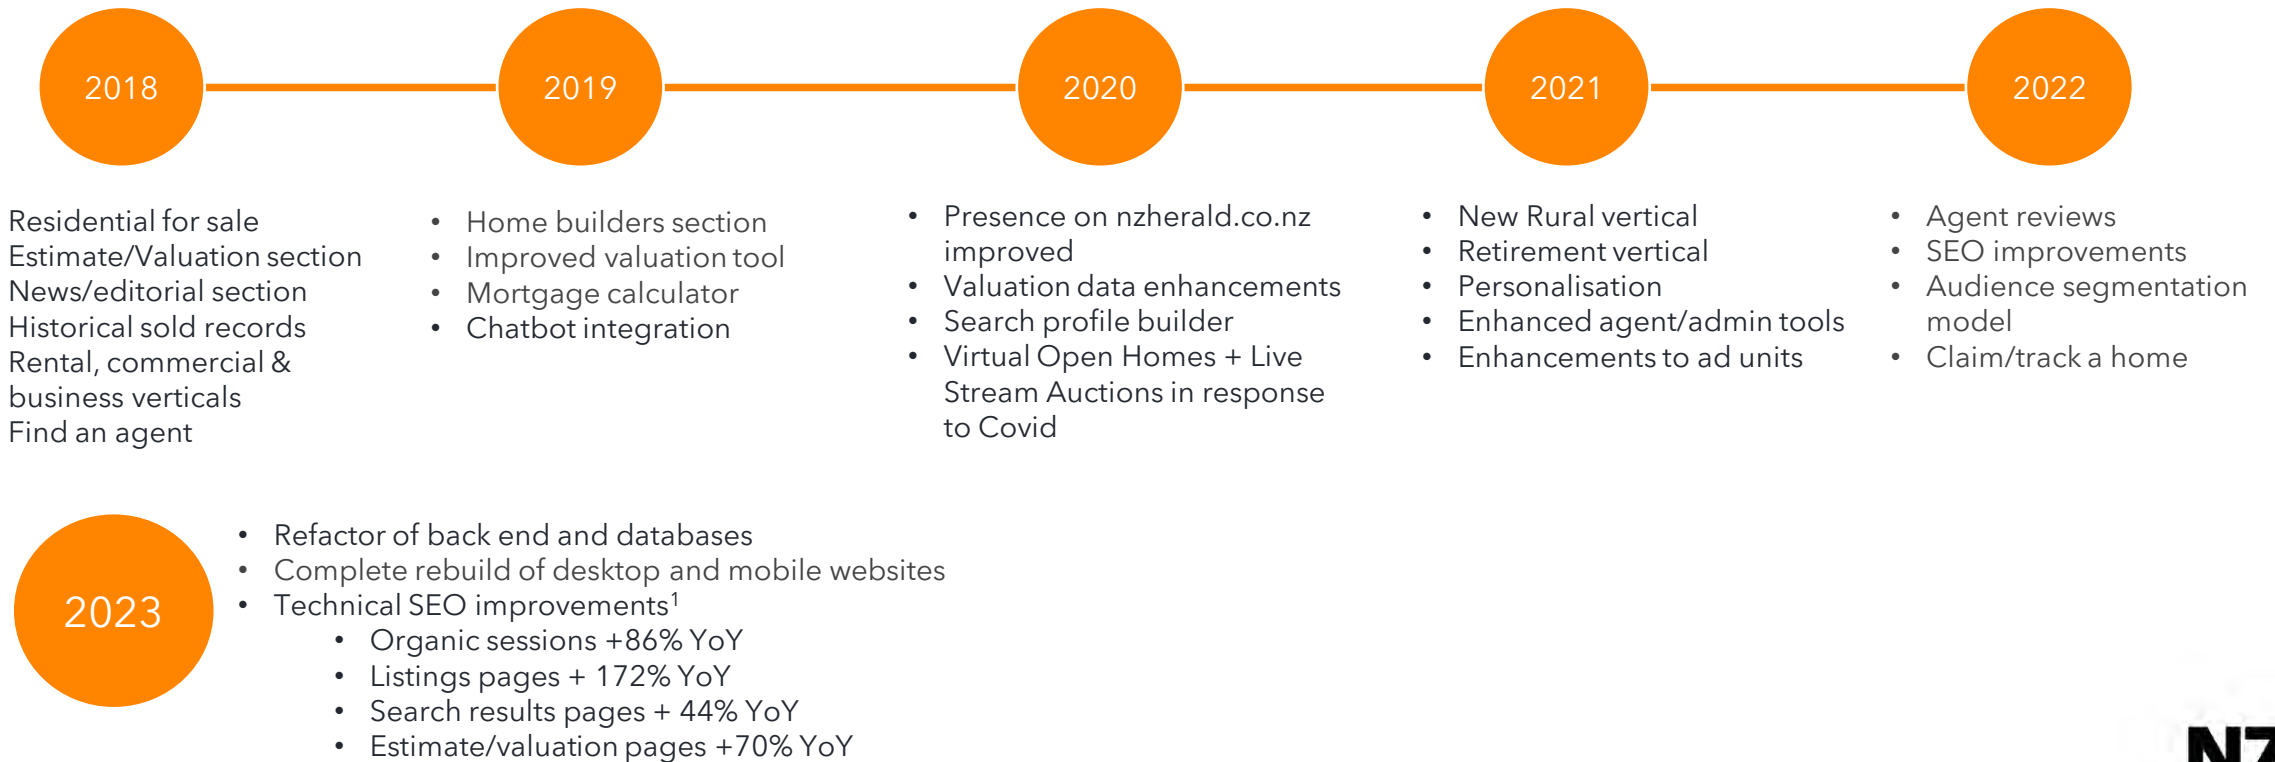 2018
2019
2020
2021
2022
Residential for sale
Estimate/Valuation section
News/editorial section
Historical sold records
Rental, commercial &
business verticals
Find an agent
• Home builders section
• Improved valuation tool
• Mortgage calculator
• Chatbot integration
• Presence on nzherald.co.nz
improved
• Valuation data enhancements
• Search profile builder
• Virtual Open Homes + Live
Stream Auctions in response
to Covid
• New Rural vertical
• Retirement vertical
• Personalisation
• Enhanced agent/admin tools
• Enhancements to ad units
• Agent reviews
• SEO improvements
• Audience segmentation
model
• Claim/track a home
2023
• Refactor of back end and databases
• Complete rebuild of desktop and mobile websites
• Technical SEO improvements¹
• Organic sessions +86% YoY
• Listings pages + 172% YoY
• Search results pages + 44% YoY
• Estimate/valuation pages +70% YoY